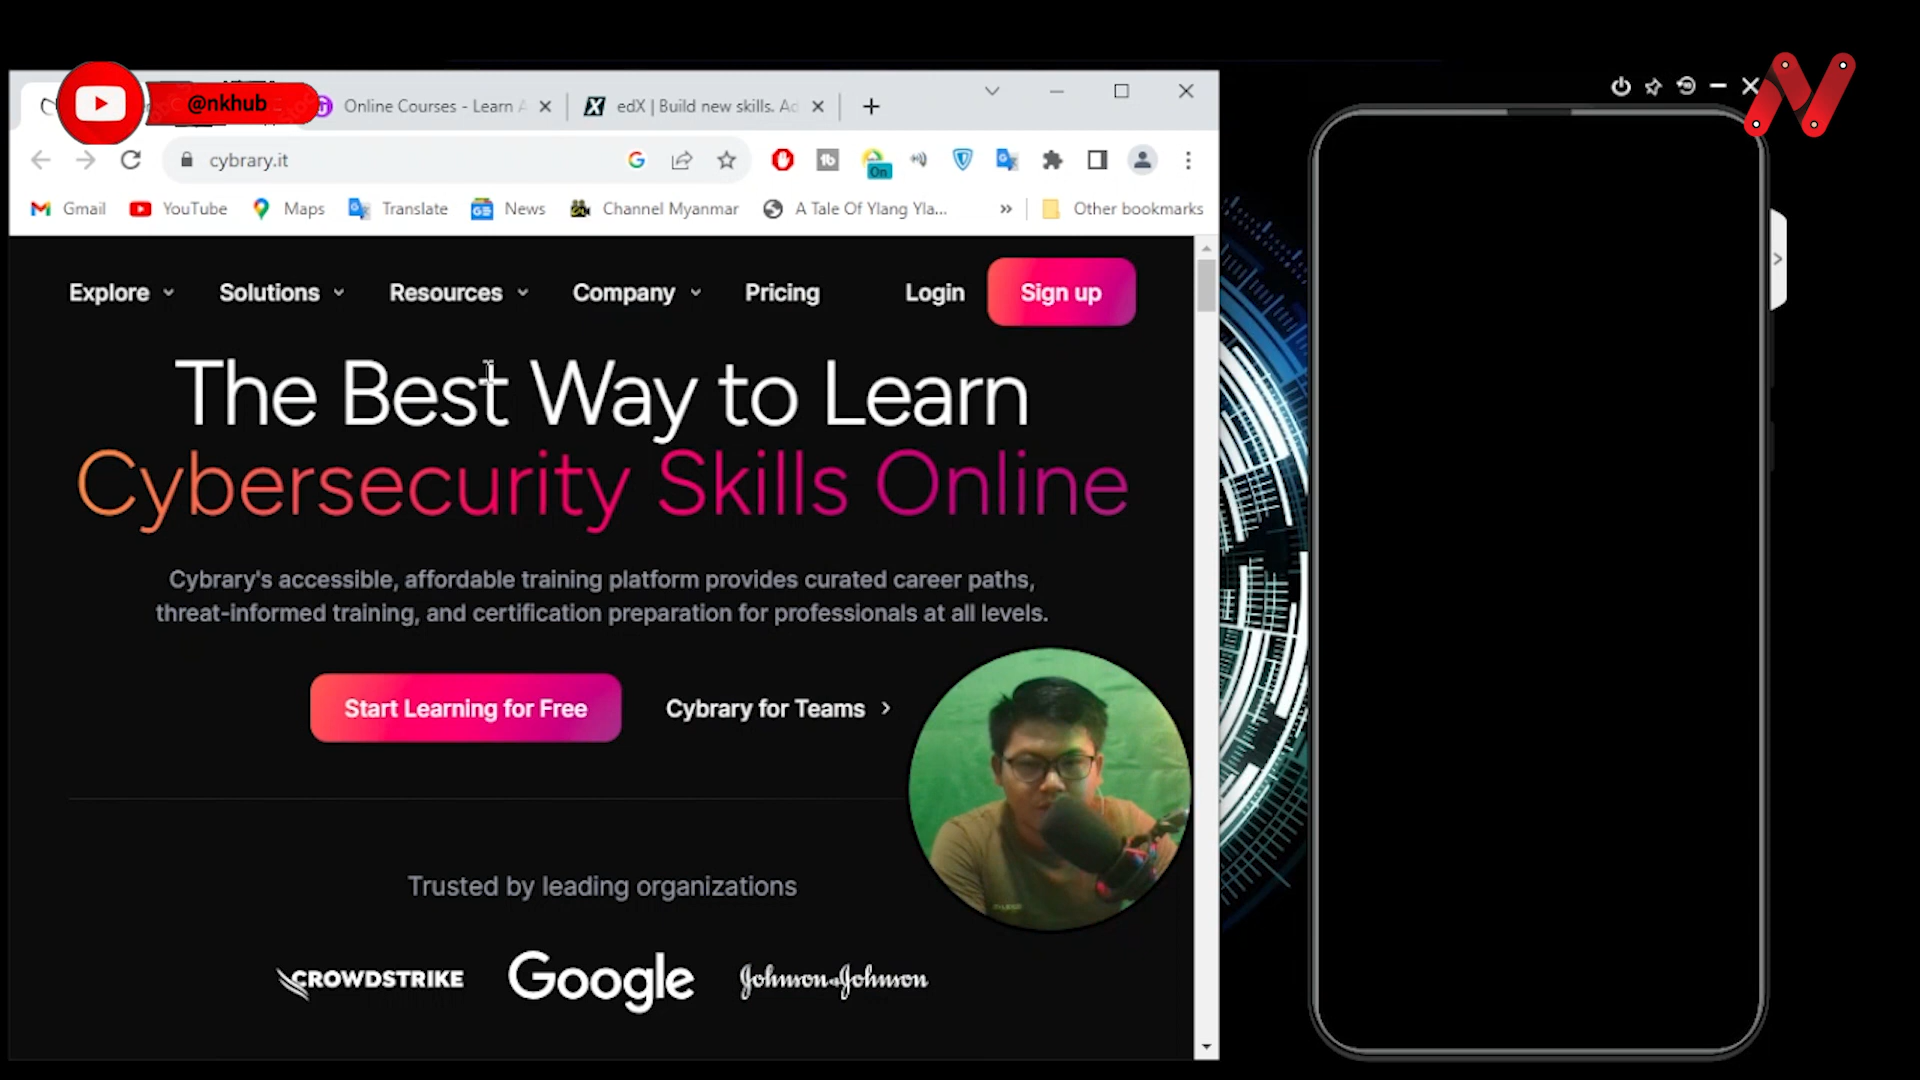 @nkhub
Online Courses - Learn A
edX | Build new skills. Ad
cybrary.it
On
Gmail
YouTube
Maps
Translate
News
Channel Myanmar
A Tale Of Ylang Yla...
Other bookmarks
Explore
Solutions
Resources
Company
Pricing
Login
Sign up
The Best Way to Learn
Cybersecurity Skills Online
Cybrary's accessible, affordable training platform provides curated career paths,
threat-informed training, and certification preparation for professionals at all levels.
Start Learning for Free
Cybrary for Teams
Trusted by leading organizations
CROWDSTRIKE
Google
Johnson&Johnson